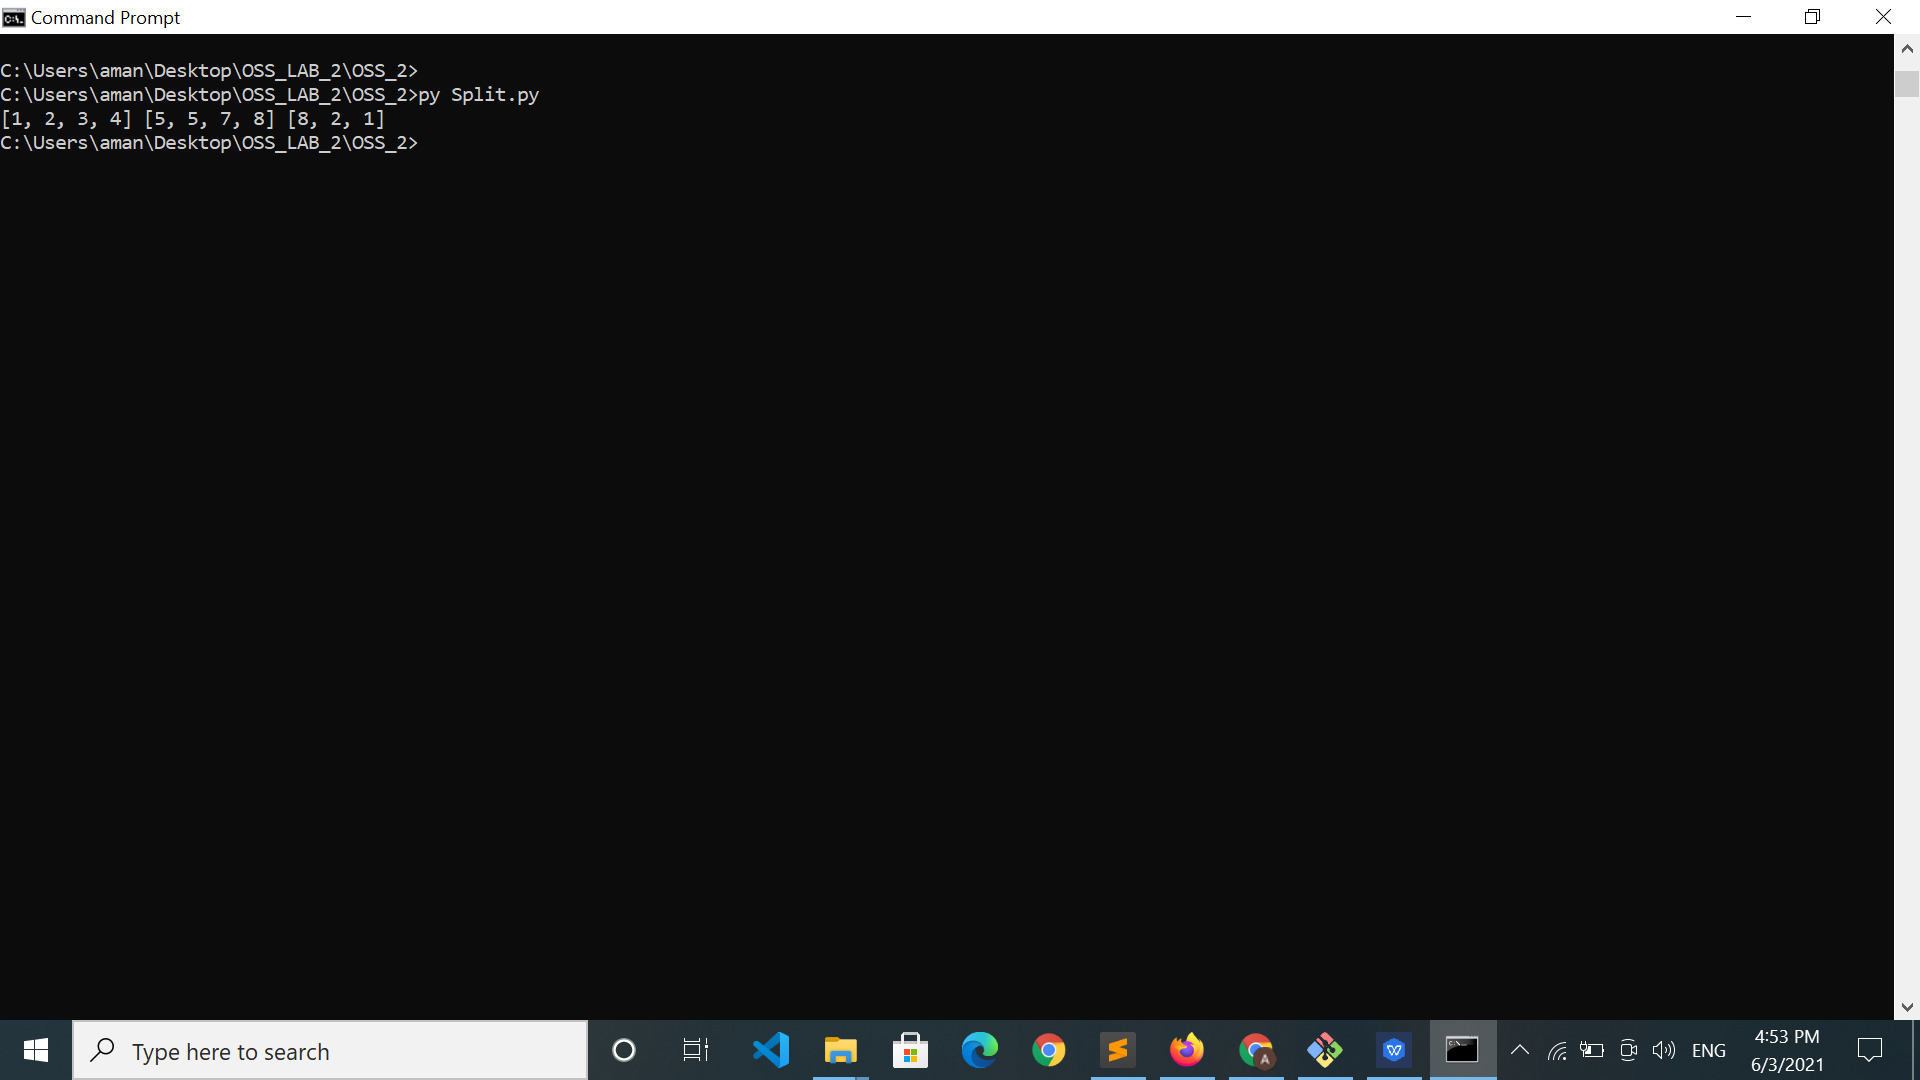 Command Prompt
C:\Users\aman\Desktop\OSS_LAB_2\OSS_2>
C:\Users\aman\Desktop\OSS_LAB_2\OSS_2>py Split.py
[1, 2, 3, 4] [5, 5, 7, 8] [8, 2, 1]
C:\Users\aman\Desktop\OSS_LAB_2\OSS_2>
Type here to search
A
W
ENG
4:53 PM
6/3/2021